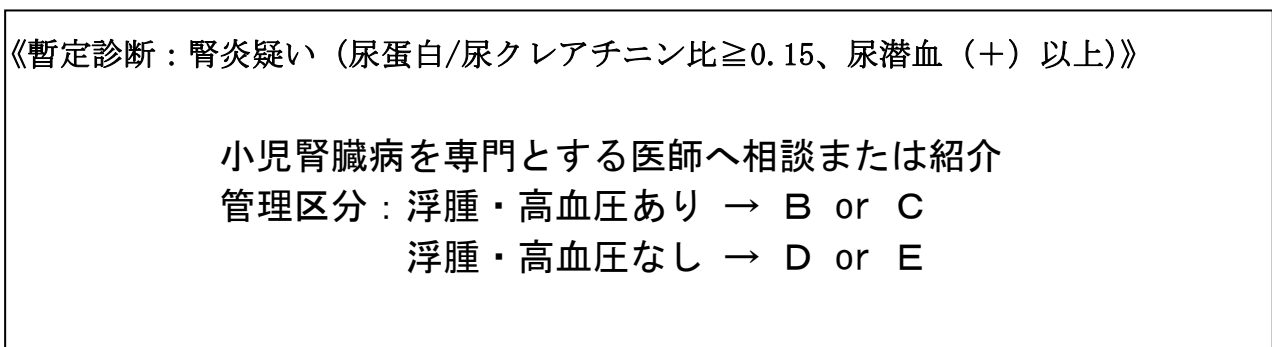 《暫定診断：腎炎疑い（尿蛋白/尿クレアチニン比≧0.15、尿潜血（＋）以上）》
小児腎臓病を専門とする医師へ相談または紹介
管理区分：浮腫・高血圧あり → Ｂ or Ｃ
浮腫・高血圧なし → Ｄ or Ｅ